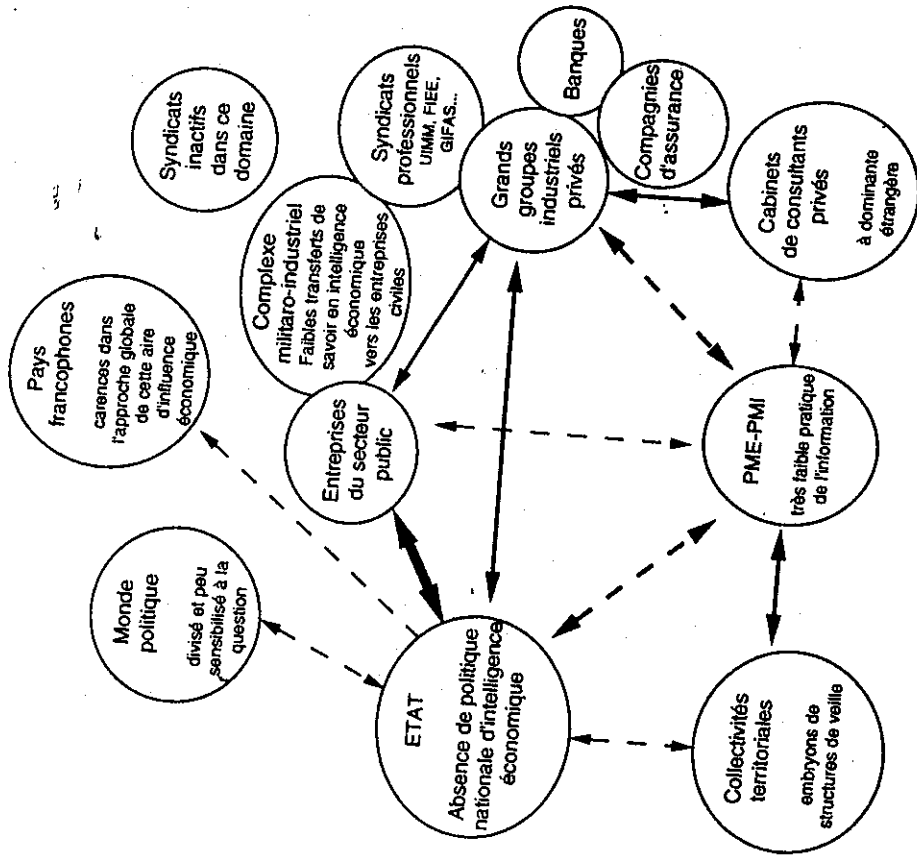 Monde
politique
divisé et peu
sensibilisé à la
question
Pays
francophones
carences dans
l'approche globale
de cette aire
d'influence
économique
Syndicats
inactifs
dans ce
domaine
ETAT
Absence de politique
nationale d'intelligence
économique
Entreprises
du secteur
public
Complexe
militaro-industriel
Faibles transferts de
savoir en intelligence
économique
vers les entreprises
civiles
Syndicats
professionnels
UIMM, FIEE,
GIFAS...
Grands
groupes
industriels
privés
Banques
Compagnies
d'assurance
Collectivités
territoriales
embryons de
structures de veille
PME-PMI
très faible pratique
de l'information
Cabinets
de consultants
privés
à dominante
étrangère